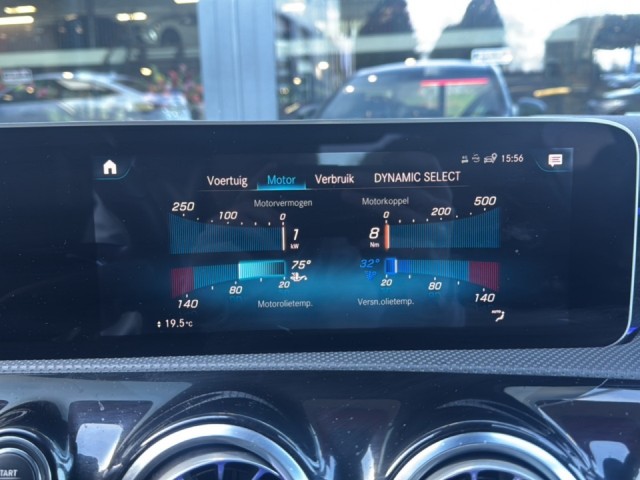 15:56
Voertuig Motor Verbruik DYNAMIC SELECT
Motorvermogen Motorkoppel
250 100 0 0 200 500
1 kW 8 Nm
75° 32°
140 80 20 20 80 140
Motorolietemp. Versn.olietemp.
19.5°C AUTO
START